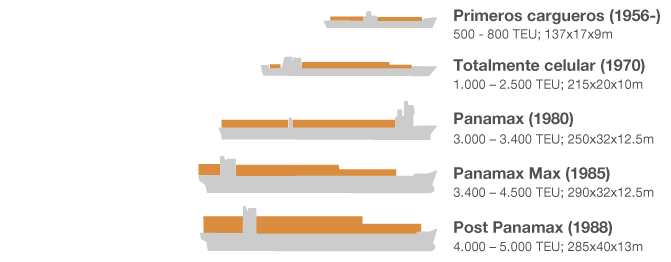 Primeros cargueros (1956-)
500 - 800 TEU; 137x17x9m
Totalmente celular (1970)
1.000 – 2.500 TEU; 215x20x10m
Panamax (1980)
3.000 – 3.400 TEU; 250x32x12.5m
Panamax Max (1985)
3.400 – 4.500 TEU; 290x32x12.5m
Post Panamax (1988)
4.000 – 5.000 TEU; 285x40x13m